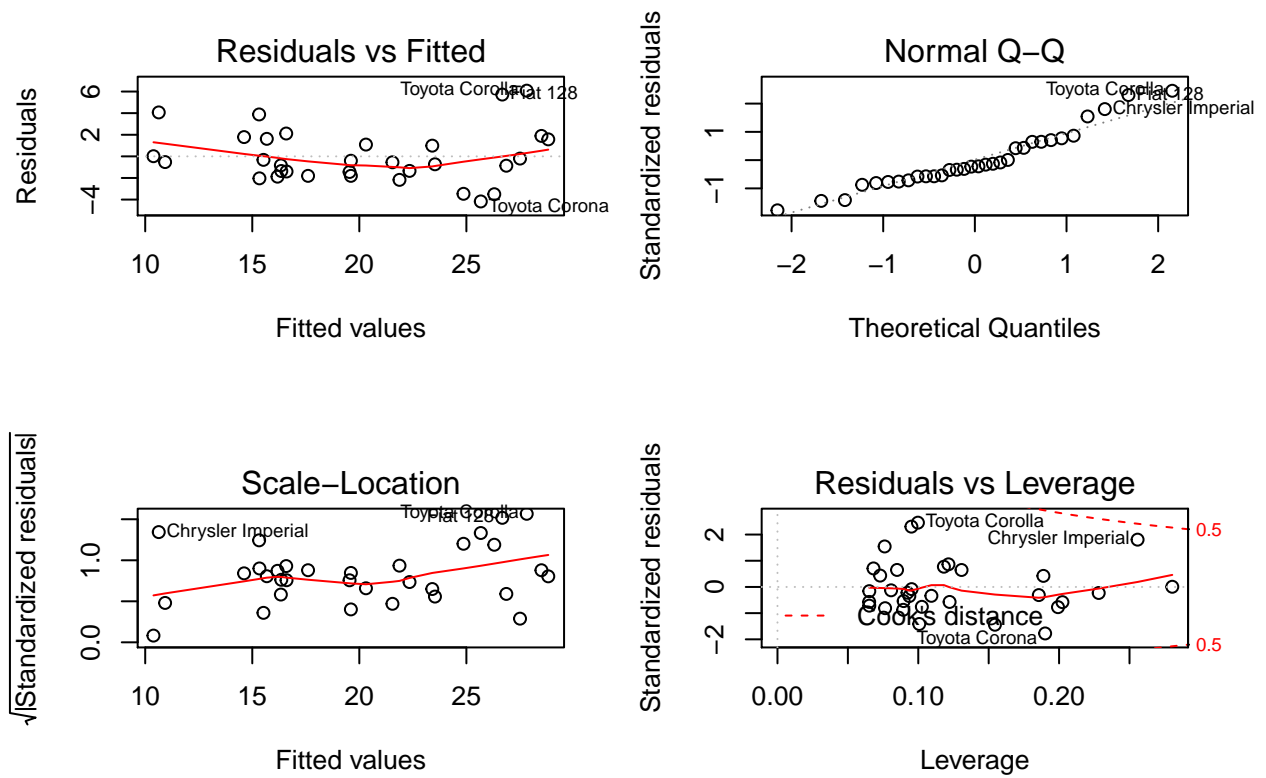 Residuals vs Fitted
Residuals
6
2
−4
Toyota Corolla
Fiat 128
Toyota Corona
10 15 20 25
Fitted values
Normal Q−Q
Standardized residuals
1
−1
Toyota Corolla
Fiat 128
Chrysler Imperial
−2 −1 0 1 2
Theoretical Quantiles
Scale−Location
√|Standardized residuals|
1.0
0.0
Toyota Corolla
Fiat 128
Chrysler Imperial
10 15 20 25
Fitted values
Residuals vs Leverage
Standardized residuals
2
0
−2
Toyota Corolla
Chrysler Imperial
0.5
Cook's distance
Toyota Corona
0.5
0.00 0.10 0.20
Leverage